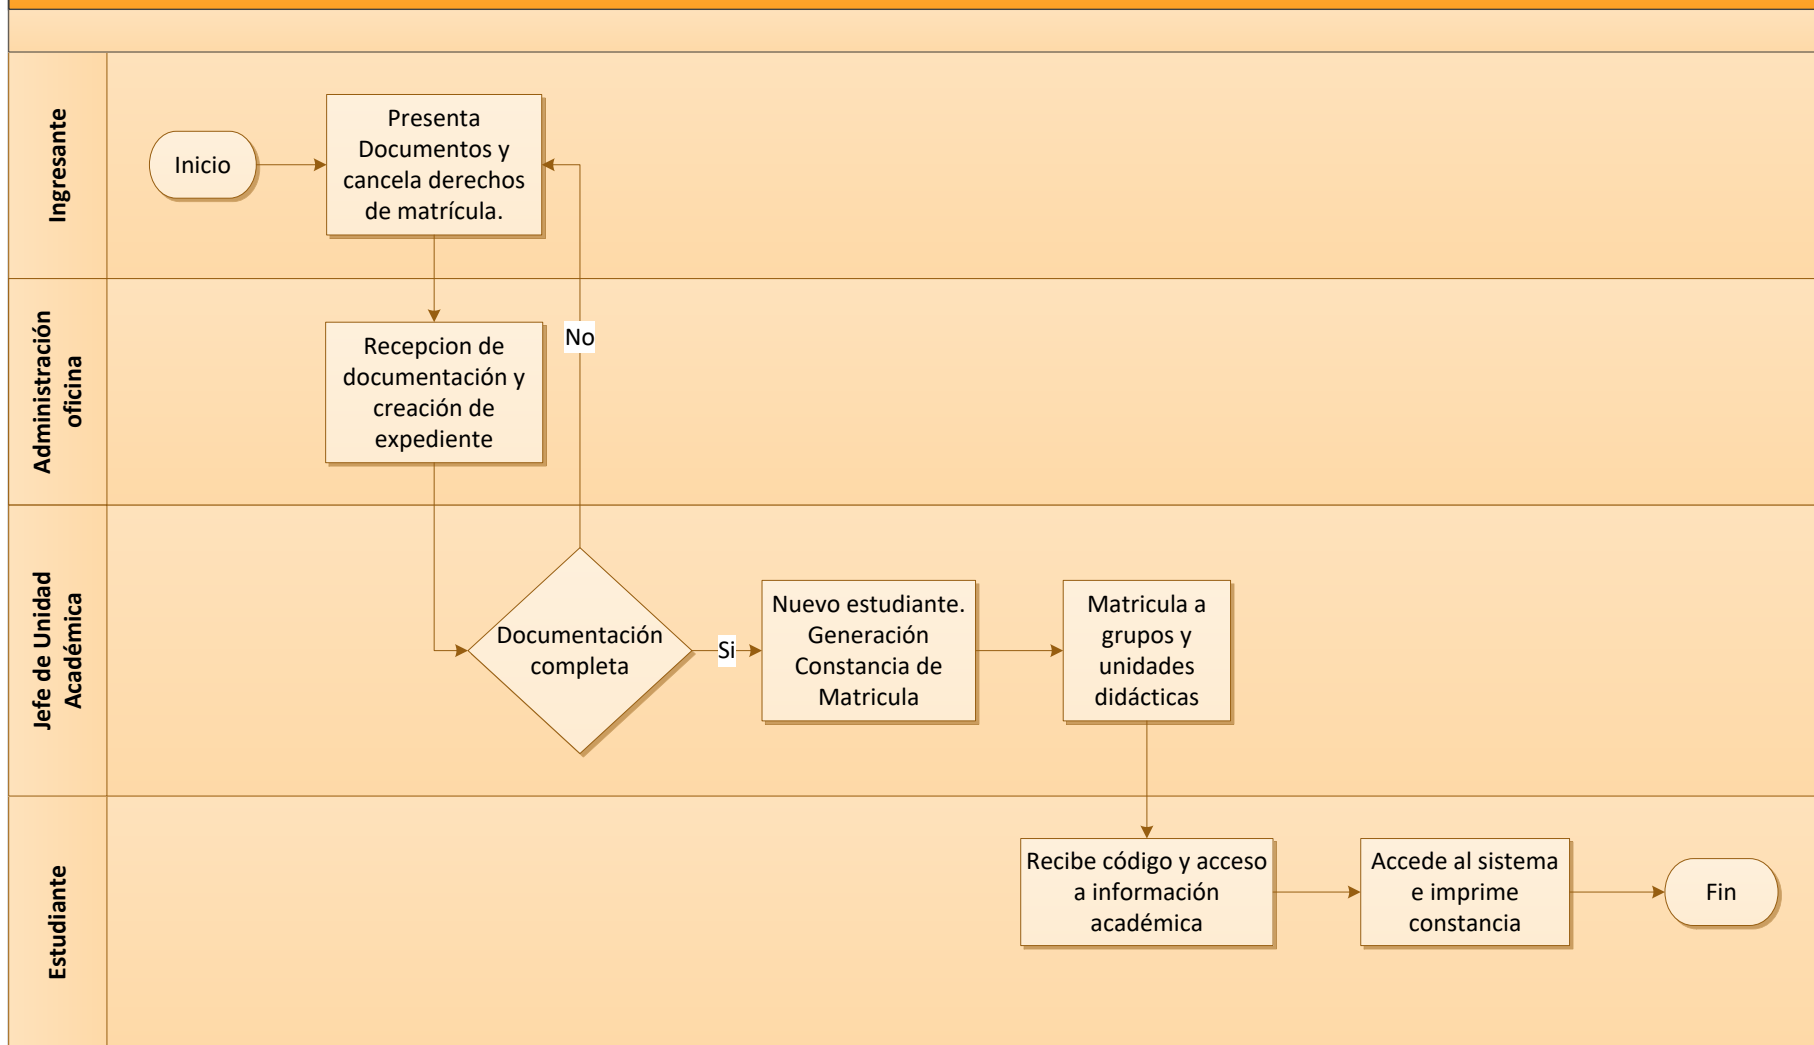 Ingresante
Inicio
Presenta
Documentos y
cancela derechos
de matrícula.
Administración
oficina
Recepcion de
documentación y
creación de
expediente
No
Jefe de Unidad
Académica
Documentación
completa
Si
Nuevo estudiante.
Generación
Constancia de
Matricula
Matricula a
grupos y
unidades
didácticas
Estudiante
Recibe código y acceso
a información
académica
Accede al sistema
e imprime
constancia
Fin